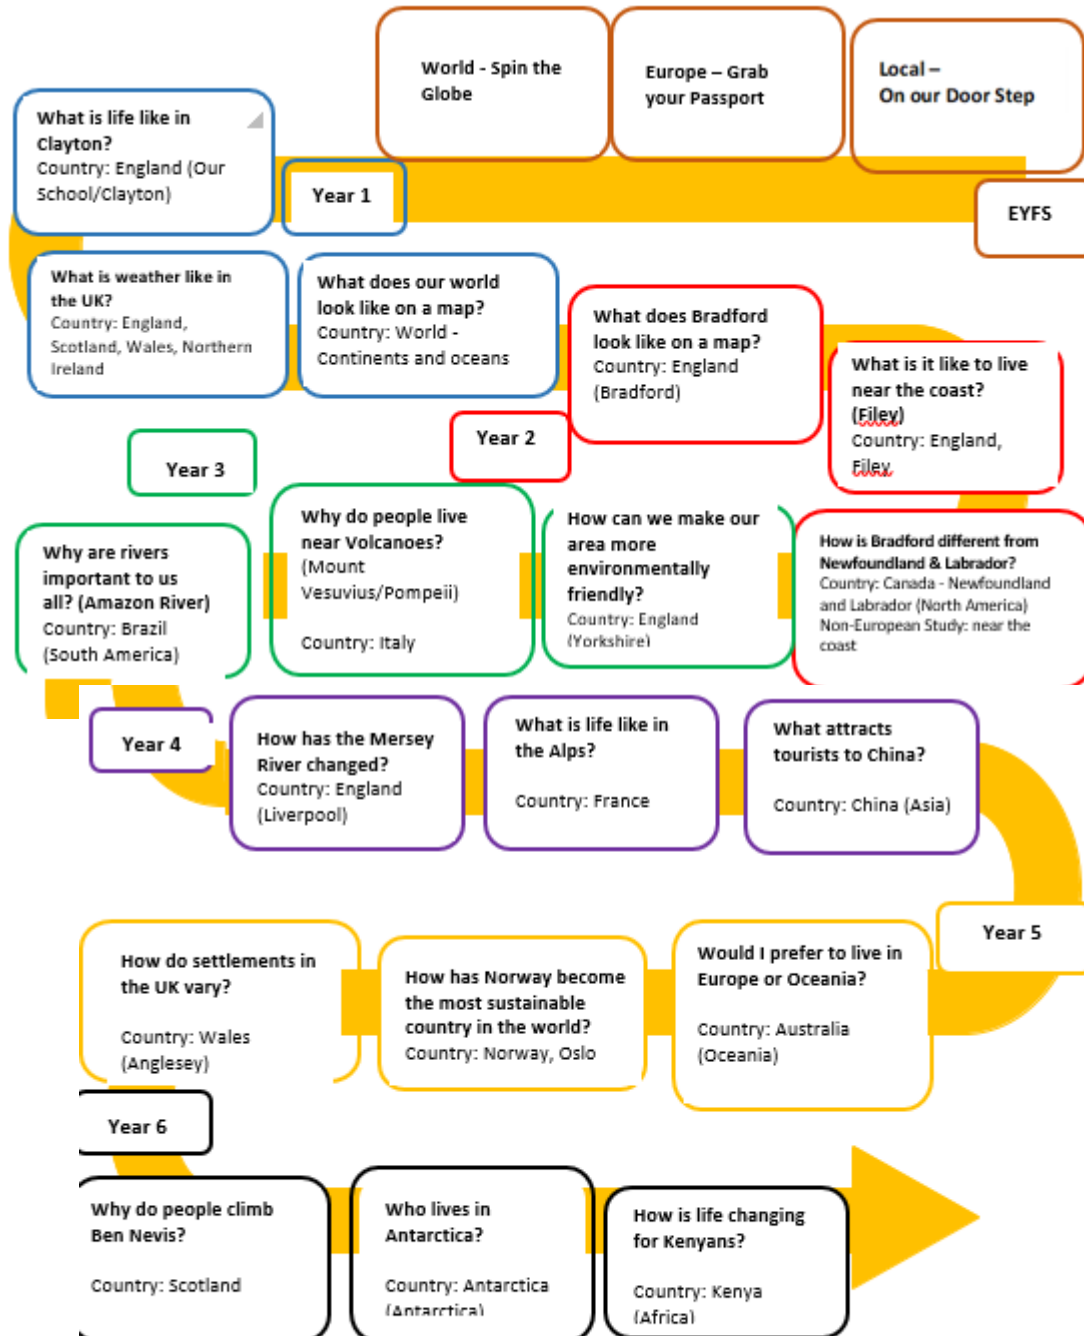 World - Spin the
Globe
Europe – Grab
your Passport
Local –
On our Door Step
EYFS
Year 1
What is life like in
Clayton?
Country: England (Our
School/Clayton)
What is weather like in
the UK?
Country: England,
Scotland, Wales, Northern
Ireland
What does our world
look like on a map?
Country: World -
Continents and oceans
What does Bradford
look like on a map?
Country: England
(Bradford)
Year 2
What is it like to live
near the coast?
(Filey)
Country: England,
Filey
How is Bradford different from
Newfoundland & Labrador?
Country: Canada - Newfoundland
and Labrador (North America)
Non-European Study: near the
coast
Year 3
How can we make our
area more
environmentally
friendly?
Country: England
(Yorkshire)
Why do people live
near Volcanoes?
(Mount
Vesuvius/Pompeii)
Country: Italy
Why are rivers
important to us
all? (Amazon River)
Country: Brazil
(South America)
Year 4
How has the Mersey
River changed?
Country: England
(Liverpool)
What is life like in
the Alps?
Country: France
What attracts
tourists to China?
Country: China (Asia)
Year 5
Would I prefer to live in
Europe or Oceania?
Country: Australia
(Oceania)
How has Norway become
the most sustainable
country in the world?
Country: Norway, Oslo
How do settlements in
the UK vary?
Country: Wales
(Anglesey)
Year 6
Why do people climb
Ben Nevis?
Country: Scotland
Who lives in
Antarctica?
Country: Antarctica
(Antarctica)
How is life changing
for Kenyans?
Country: Kenya
(Africa)